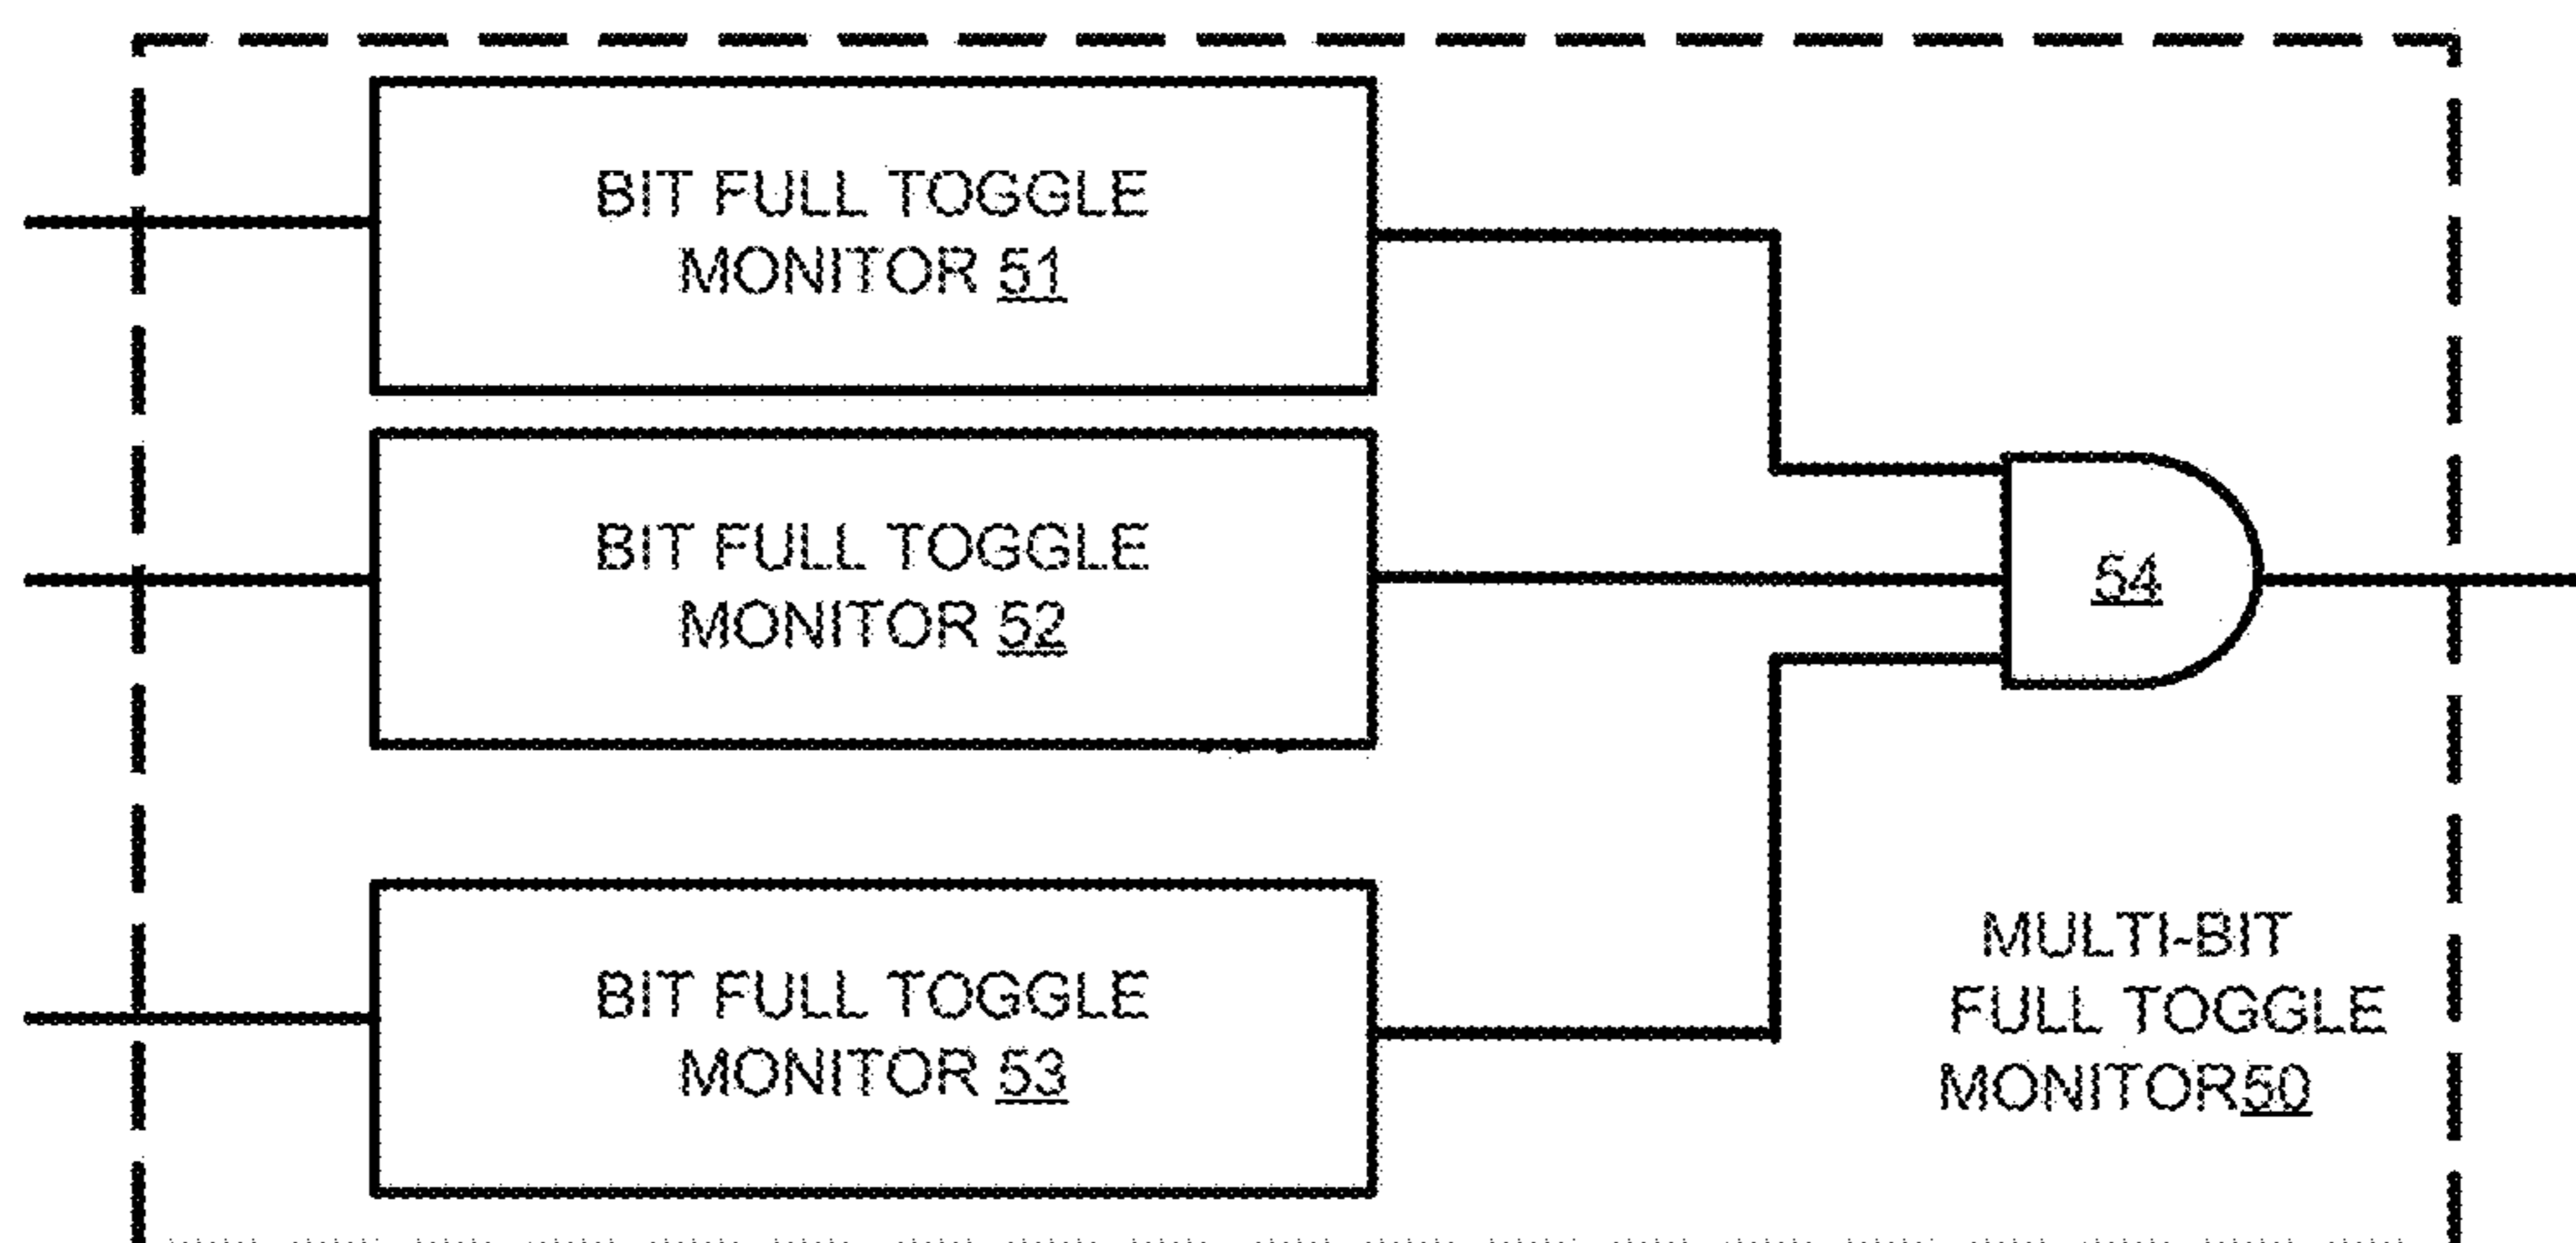 BIT FULL TOGGLE
MONITOR 51
BIT FULL TOGGLE
MONITOR 52
54
BIT FULL TOGGLE
MONITOR 53
MULTI-BIT
FULL TOGGLE
MONITOR50